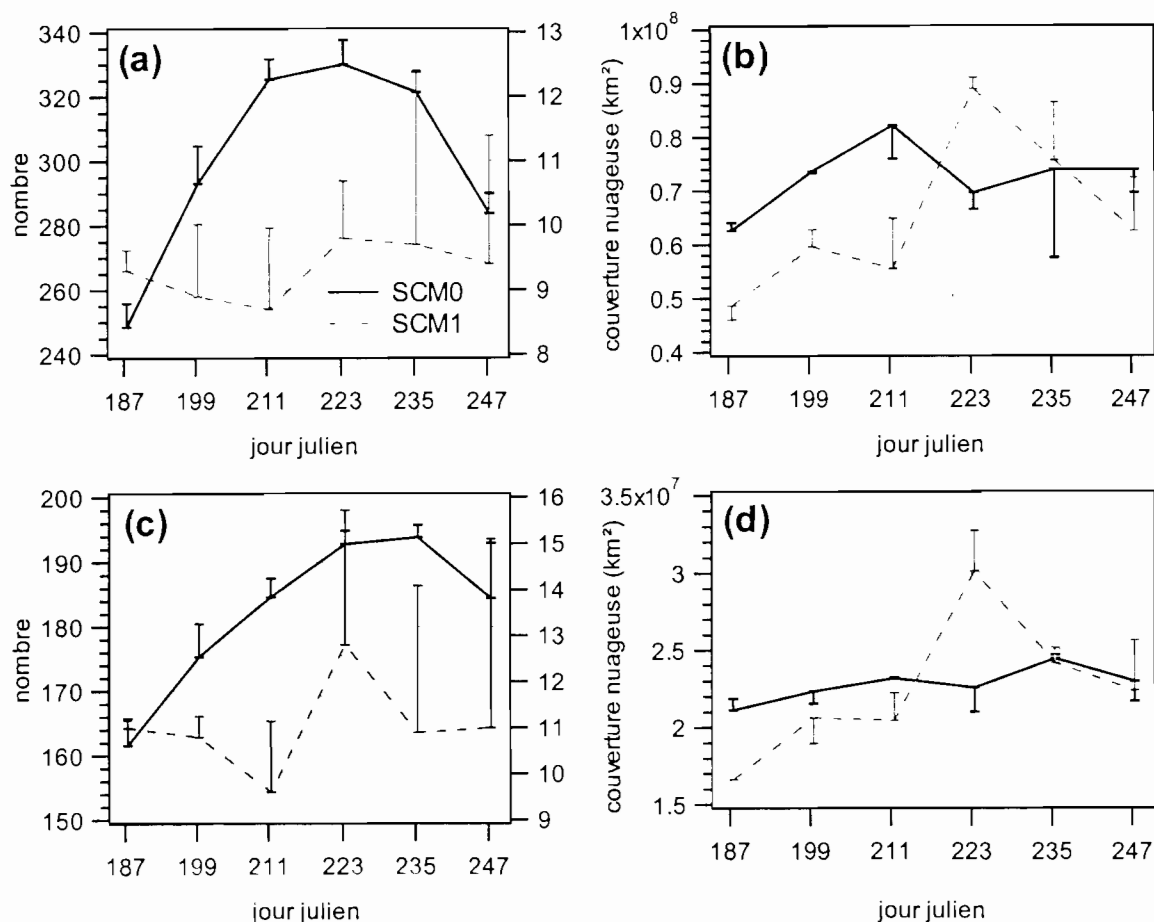 (a)
nombre
340
320
300
280
260
240
13
12
11
10
9
8
SCM0
SCM1
187 199 211 223 235 247
jour julien
(b)
couverture nuageuse (km²)
1x10⁸
0.9
0.8
0.7
0.6
0.5
0.4
187 199 211 223 235 247
jour julien
(c)
nombre
200
190
180
170
160
150
16
15
14
13
12
11
10
9
187 199 211 223 235 247
jour julien
(d)
couverture nuageuse (km²)
3.5x10⁷
3
2.5
2
1.5
187 199 211 223 235 247
jour julien